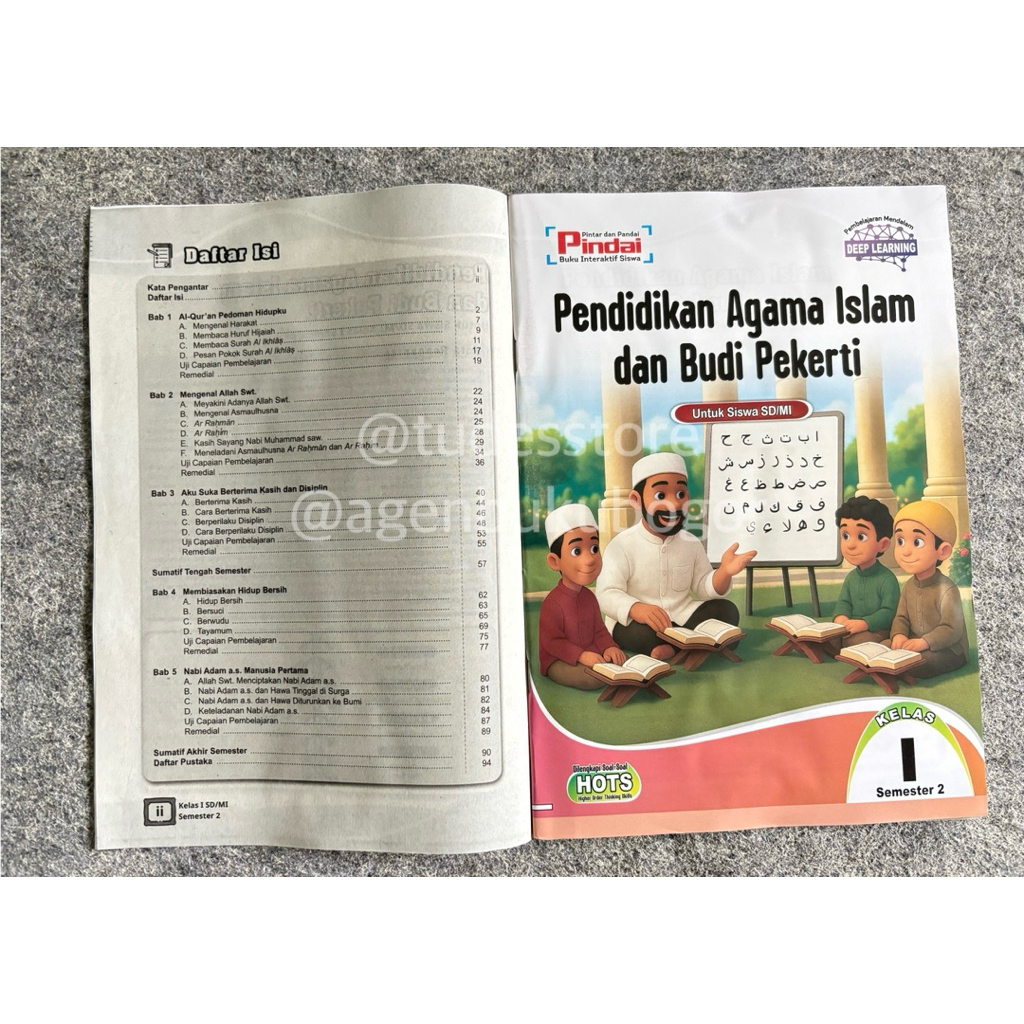 Daftar Isi
Kata Pengantar i
Daftar Isi ii
Bab 1 Al-Qur'an Pedoman Hidupku 2
A. Mengenal Harakat 7
B. Membaca Huruf Hijaiah 9
C. Membaca Surah Al Ikhlāṣ 11
D. Pesan Pokok Surah Al Ikhlāṣ 17
Uji Capaian Pembelajaran 19
Remedial
Bab 2 Mengenal Allah Swt. 22
A. Meyakini Adanya Allah Swt. 24
B. Mengenal Asmaulhusna 24
C. Ar Rahmān 25
D. Ar Rahīm 28
E. Kasih Sayang Nabi Muhammad saw. 29
F. Meneladani Asmaulhusna Ar Rahmān dan Ar Rahīm 34
Uji Capaian Pembelajaran 36
Remedial
Bab 3 Aku Suka Berterima Kasih dan Disiplin 40
A. Berterima Kasih 44
B. Cara Berterima Kasih 46
C. Berperilaku Disiplin 48
D. Cara Berperilaku Disiplin 53
Uji Capaian Pembelajaran 55
Remedial
Sumatif Tengah Semester 57
Bab 4 Membiasakan Hidup Bersih 62
A. Hidup Bersih 63
B. Bersuci 65
C. Berwudu 69
D. Tayamum 75
Uji Capaian Pembelajaran 77
Remedial
Bab 5 Nabi Adam a.s. Manusia Pertama 80
A. Allah Swt. Menciptakan Nabi Adam a.s. 81
B. Nabi Adam a.s. dan Hawa Tinggal di Surga 82
C. Nabi Adam a.s. dan Hawa Diturunkan ke Bumi 84
D. Keteladanan Nabi Adam a.s. 87
Uji Capaian Pembelajaran 89
Remedial
Sumatif Akhir Semester 90
Daftar Pustaka 94
ii
Kelas I SD/MI
Semester 2
Pintar dan Pandai
Pindai
Buku Interaktif Siswa
Pembelajaran Mendalam
DEEP LEARNING
Pendidikan Agama Islam
dan Budi Pekerti
Untuk Siswa SD/MI
ا ب ت ث ج ح
خ د ذ ر ز س ش
ص ض ط ظ ع غ
ف ق ك ل م ن
و ه لا ء ي
KELAS
I
Semester 2
Dilengkapi Soal-Soal
HOTS
Higher Order Thinking Skills